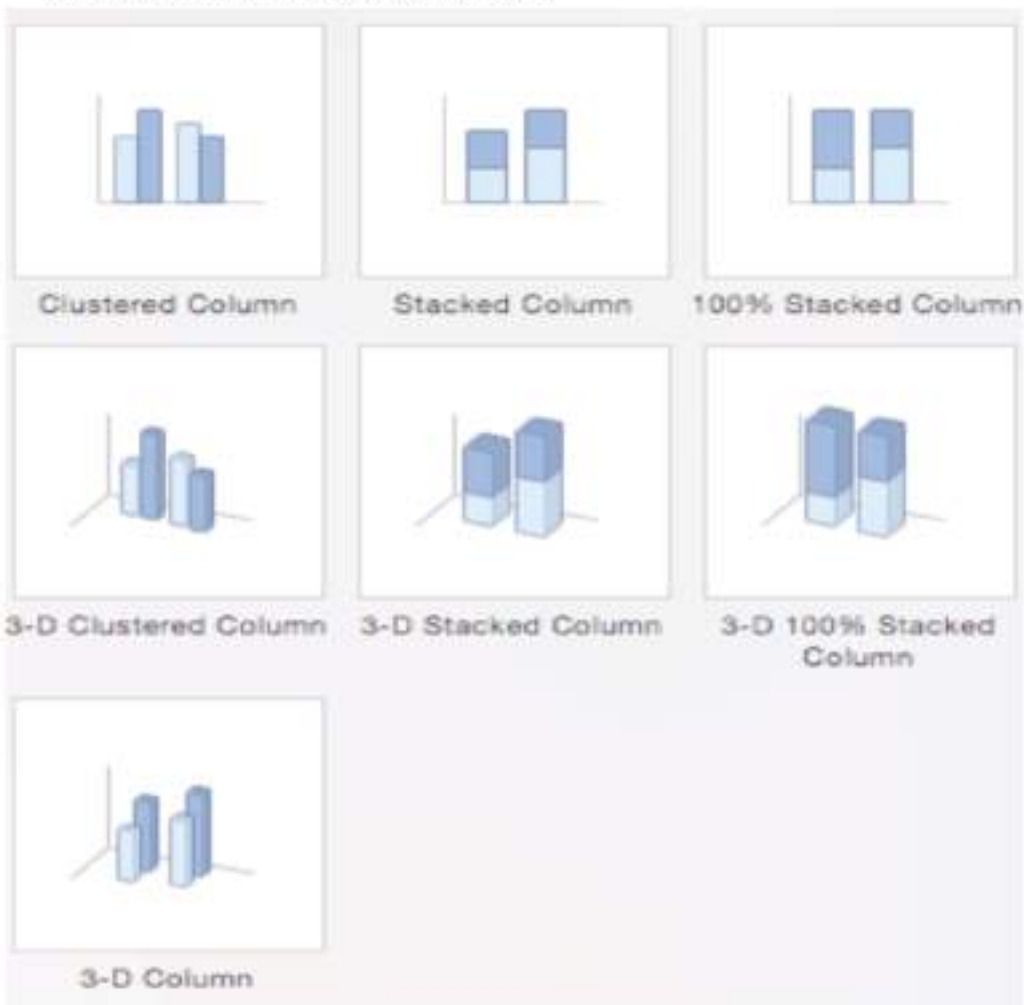 Clustered Column
Stacked Column
100% Stacked Column
3-D Clustered Column
3-D Stacked Column
3-D 100% Stacked
Column
3-D Column